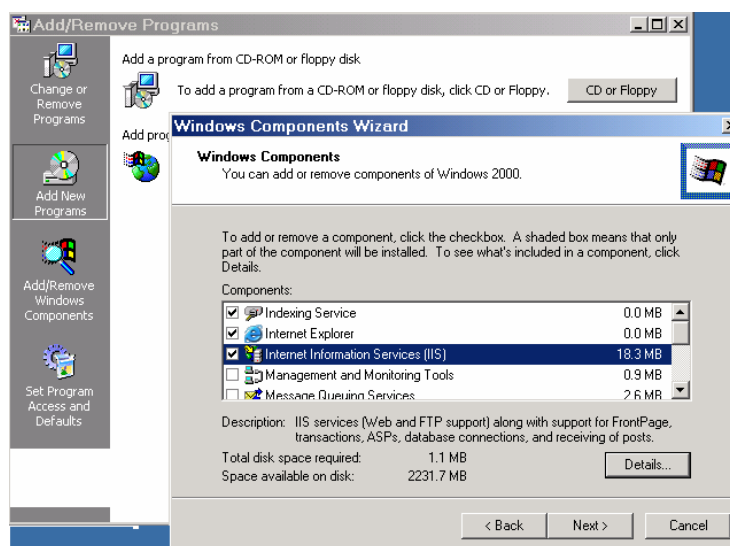 Add/Remove Programs
Change or
Remove
Programs
Add New
Programs
Add/Remove
Windows
Components
Set Program
Access and
Defaults
Add a program from CD-ROM or floppy disk
To add a program from a CD-ROM or floppy disk, click CD or Floppy.
CD or Floppy
Add prog
Windows Components Wizard
Windows Components
You can add or remove components of Windows 2000.
To add or remove a component, click the checkbox. A shaded box means that only
part of the component will be installed. To see what's included in a component, click
Details.
Components:
Indexing Service 0.0 MB
Internet Explorer 0.0 MB
Internet Information Services (IIS) 18.3 MB
Management and Monitoring Tools 0.9 MB
Message Queuing Services 2.6 MB
Description: IIS services (Web and FTP support) along with support for FrontPage,
transactions, ASPs, database connections, and receiving of posts.
Total disk space required: 1.1 MB
Space available on disk: 2231.7 MB
Details...
< Back
Next >
Cancel